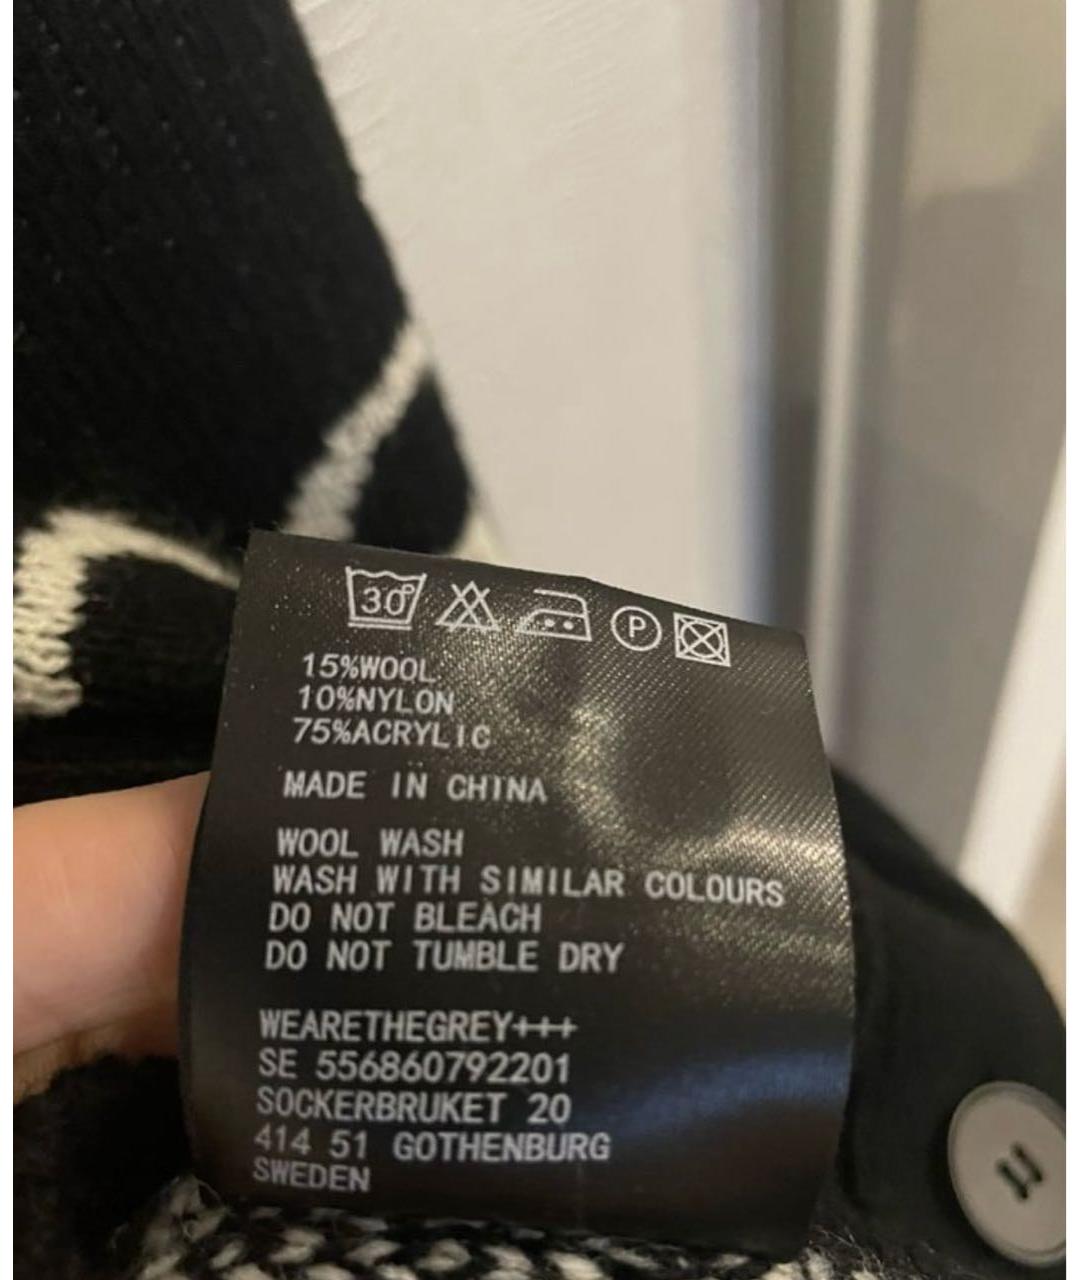 30°
P
15%WOOL
10%NYLON
75%ACRYLIC
MADE IN CHINA
WOOL WASH
WASH WITH SIMILAR COLOURS
DO NOT BLEACH
DO NOT TUMBLE DRY
WEARETHEGREY+++
SE 556860792201
SOCKERBRUKET 20
414 51 GOTHENBURG
SWEDEN